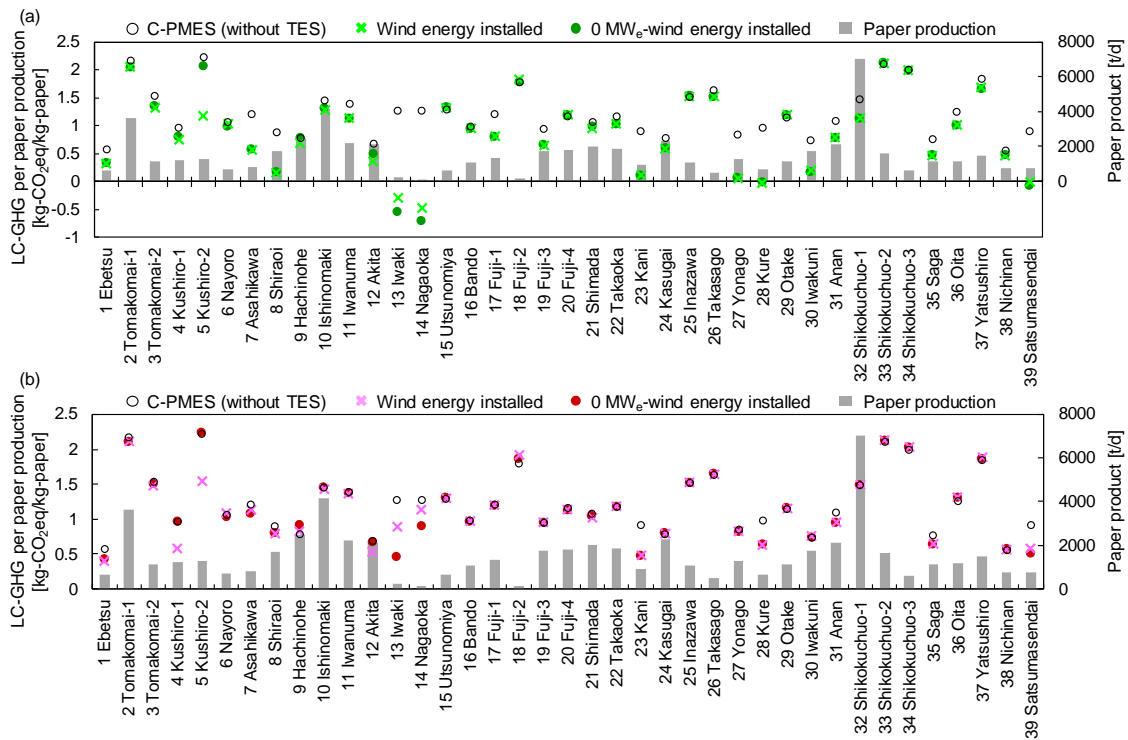 (a)
C-PMES (without TES) Wind energy installed 0 MWe-wind energy installed Paper production
LC-GHG per paper production
[kg-CO2eq/kg-paper]
2.5
2
1.5
1
0.5
0
-0.5
-1
8000
6000
4000
2000
0
Paper production [t/d]
1 Ebetsu
2 Tomakomai-1
3 Tomakomai-2
4 Kushiro-1
5 Kushiro-2
6 Nayoro
7 Asahikawa
8 Shiraoi
9 Hachinohe
10 Ishinomaki
11 Iwanuma
12 Akita
13 Iwaki
14 Nagaoka
15 Utsunomiya
16 Bando
17 Fuji-1
18 Fuji-2
19 Fuji-3
20 Fuji-4
21 Shimada
22 Takaoka
23 Kani
24 Kasugai
25 Inazawa
26 Takasago
27 Yonago
28 Kure
29 Otake
30 Iwakuni
31 Anan
32 Shikokuchuo-1
33 Shikokuchuo-2
34 Shikokuchuo-3
35 Saga
36 Oita
37 Yatsushiro
38 Nichinan
39 Satsumasendai
(b)
C-PMES (without TES) Wind energy installed 0 MWe-wind energy installed Paper production
LC-GHG per paper production
[kg-CO2eq/kg-paper]
2.5
2
1.5
1
0.5
0
8000
6000
4000
2000
0
Paper production [t/d]
1 Ebetsu
2 Tomakomai-1
3 Tomakomai-2
4 Kushiro-1
5 Kushiro-2
6 Nayoro
7 Asahikawa
8 Shiraoi
9 Hachinohe
10 Ishinomaki
11 Iwanuma
12 Akita
13 Iwaki
14 Nagaoka
15 Utsunomiya
16 Bando
17 Fuji-1
18 Fuji-2
19 Fuji-3
20 Fuji-4
21 Shimada
22 Takaoka
23 Kani
24 Kasugai
25 Inazawa
26 Takasago
27 Yonago
28 Kure
29 Otake
30 Iwakuni
31 Anan
32 Shikokuchuo-1
33 Shikokuchuo-2
34 Shikokuchuo-3
35 Saga
36 Oita
37 Yatsushiro
38 Nichinan
39 Satsumasendai